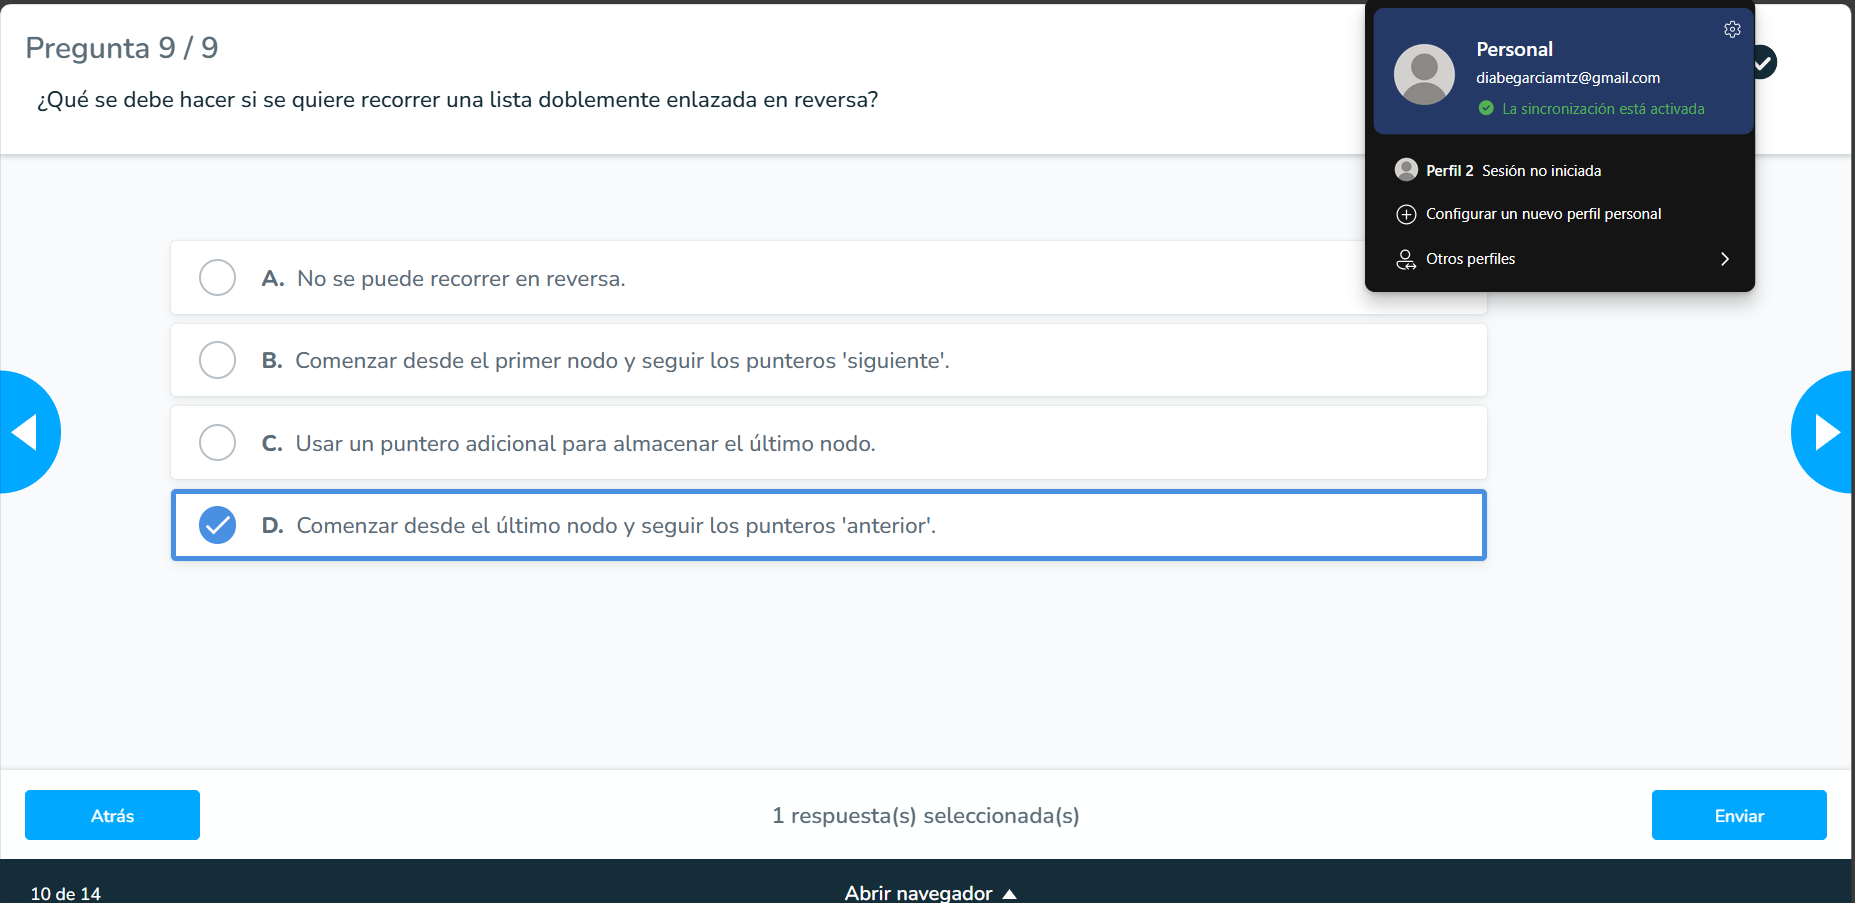 Pregunta 9 / 9
¿Qué se debe hacer si se quiere recorrer una lista doblemente enlazada en reversa?
Personal
diabegarciamtz@gmail.com
La sincronización está activada
Perfil 2 Sesión no iniciada
Configurar un nuevo perfil personal
Otros perfiles
A. No se puede recorrer en reversa.
B. Comenzar desde el primer nodo y seguir los punteros 'siguiente'.
C. Usar un puntero adicional para almacenar el último nodo.
D. Comenzar desde el último nodo y seguir los punteros 'anterior'.
Atrás
1 respuesta(s) seleccionada(s)
Enviar
10 de 14
Abrir navegador